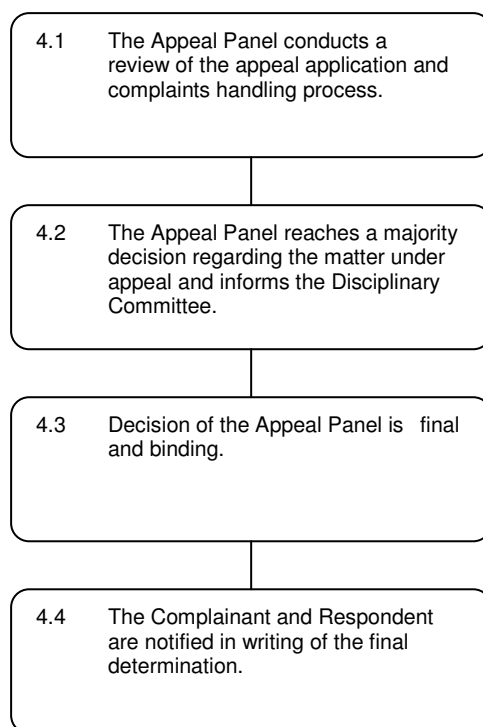 4.1 The Appeal Panel conducts a
review of the appeal application and
complaints handling process.
4.2 The Appeal Panel reaches a majority
decision regarding the matter under
appeal and informs the Disciplinary
Committee.
4.3 Decision of the Appeal Panel is final
and binding.
4.4 The Complainant and Respondent
are notified in writing of the final
determination.